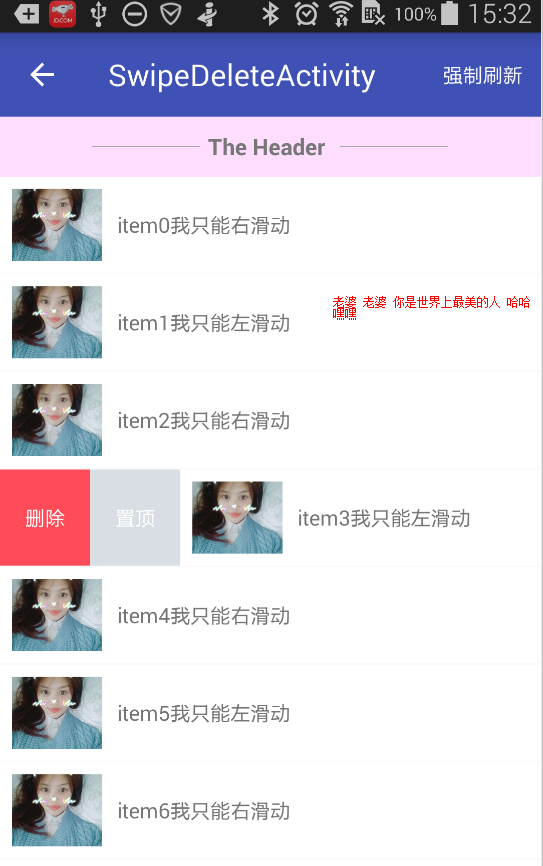 100% 15:32
SwipeDeleteActivity 强制刷新
The Header
item0我只能右滑动
item1我只能左滑动
老婆 老婆 你是世界上最美的人 哈哈
嘿嘿
item2我只能右滑动
删除 置顶 item3我只能左滑动
item4我只能右滑动
item5我只能左滑动
item6我只能右滑动